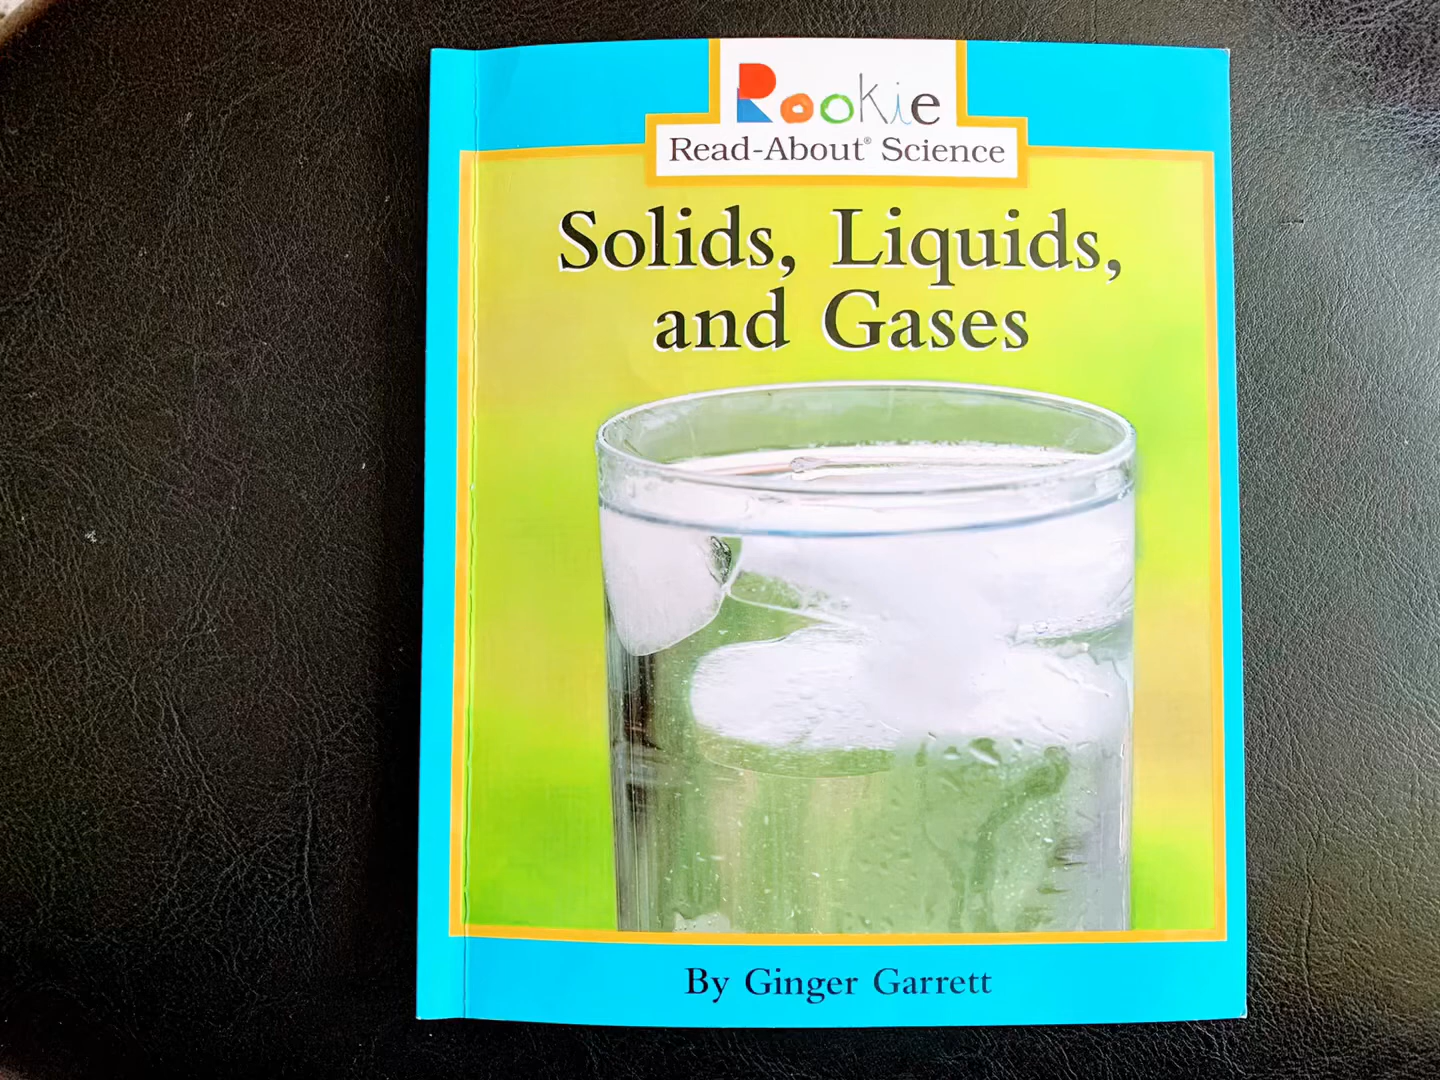 Rookie
Read-About® Science
Solids, Liquids,
and Gases
By Ginger Garrett